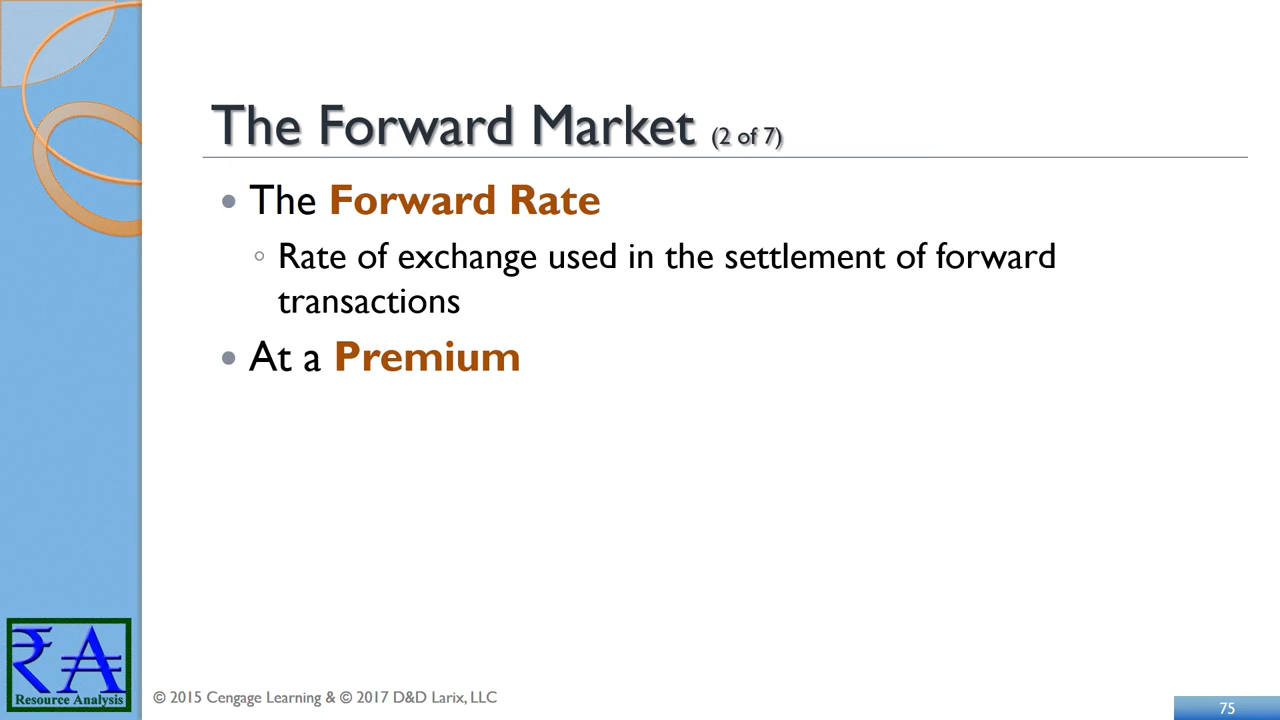 The Forward Market (2 of 7)
• The Forward Rate
◦ Rate of exchange used in the settlement of forward
transactions
• At a Premium
₹ A
Resource Analysis
© 2015 Cengage Learning & © 2017 D&D Larix, LLC
75